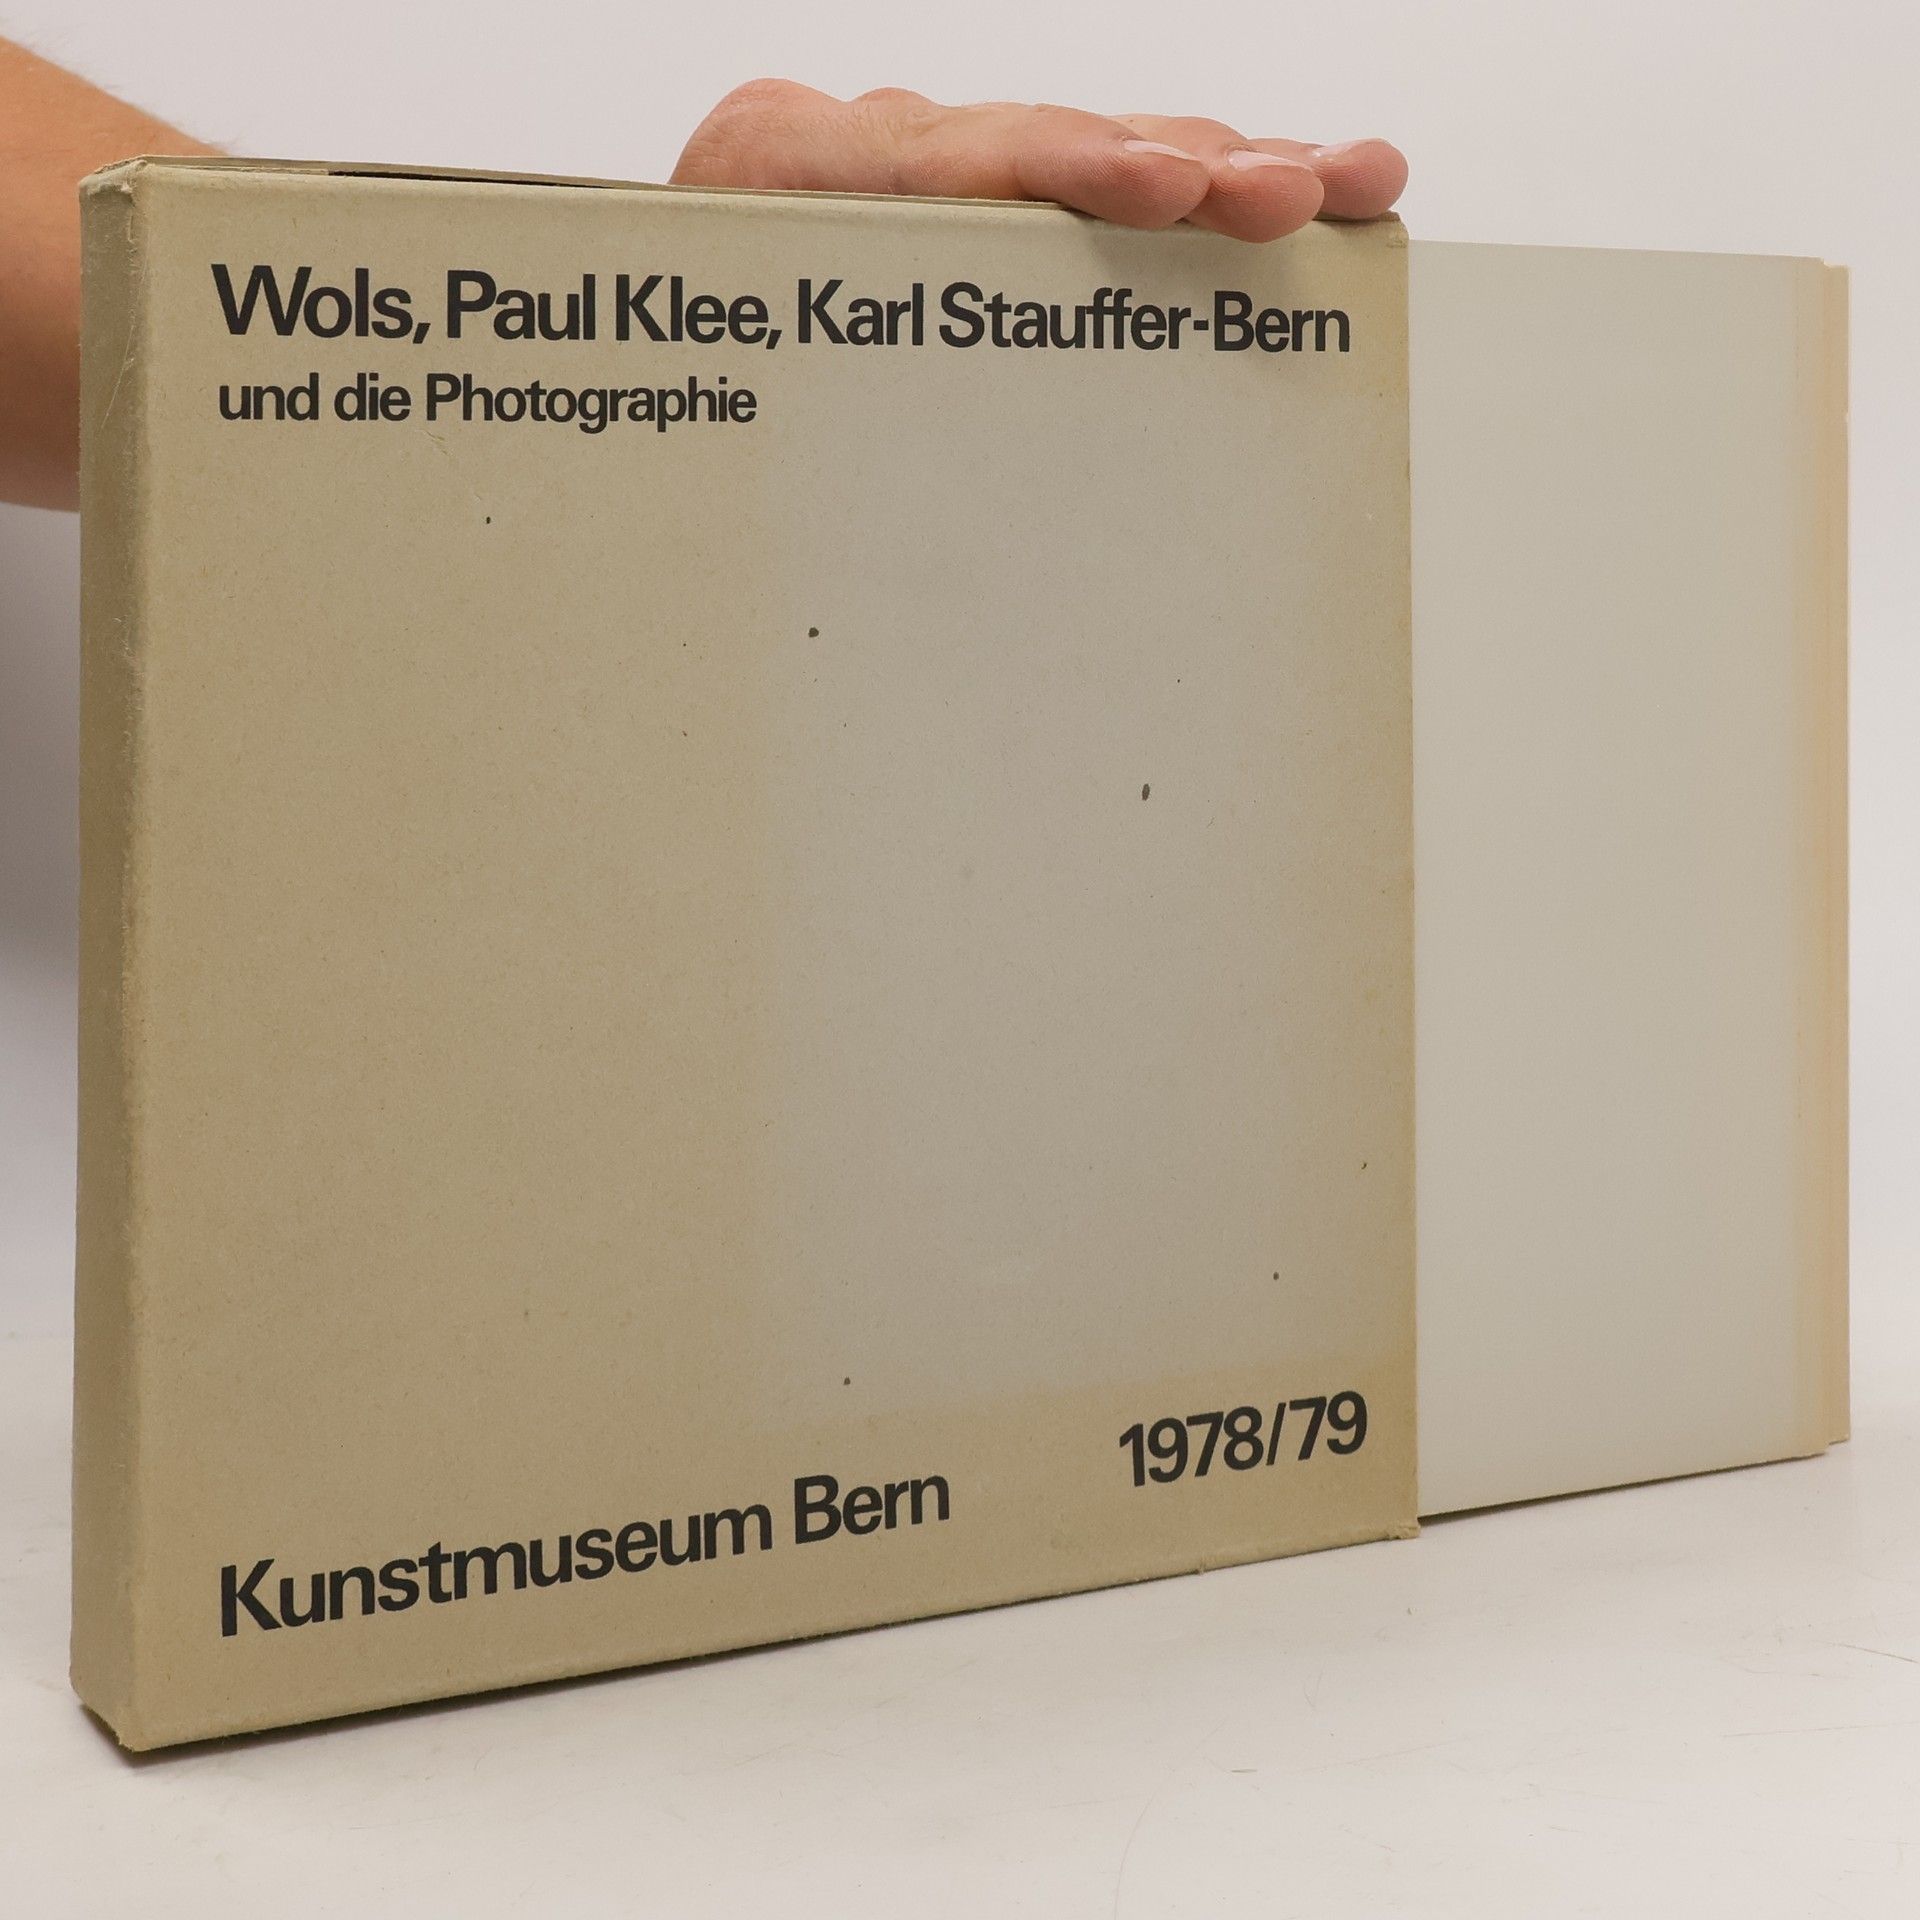 Wols, Paul Klee, Karl Stauffer-Bern
und die Photographie
Kunstmuseum Bern 1978/79